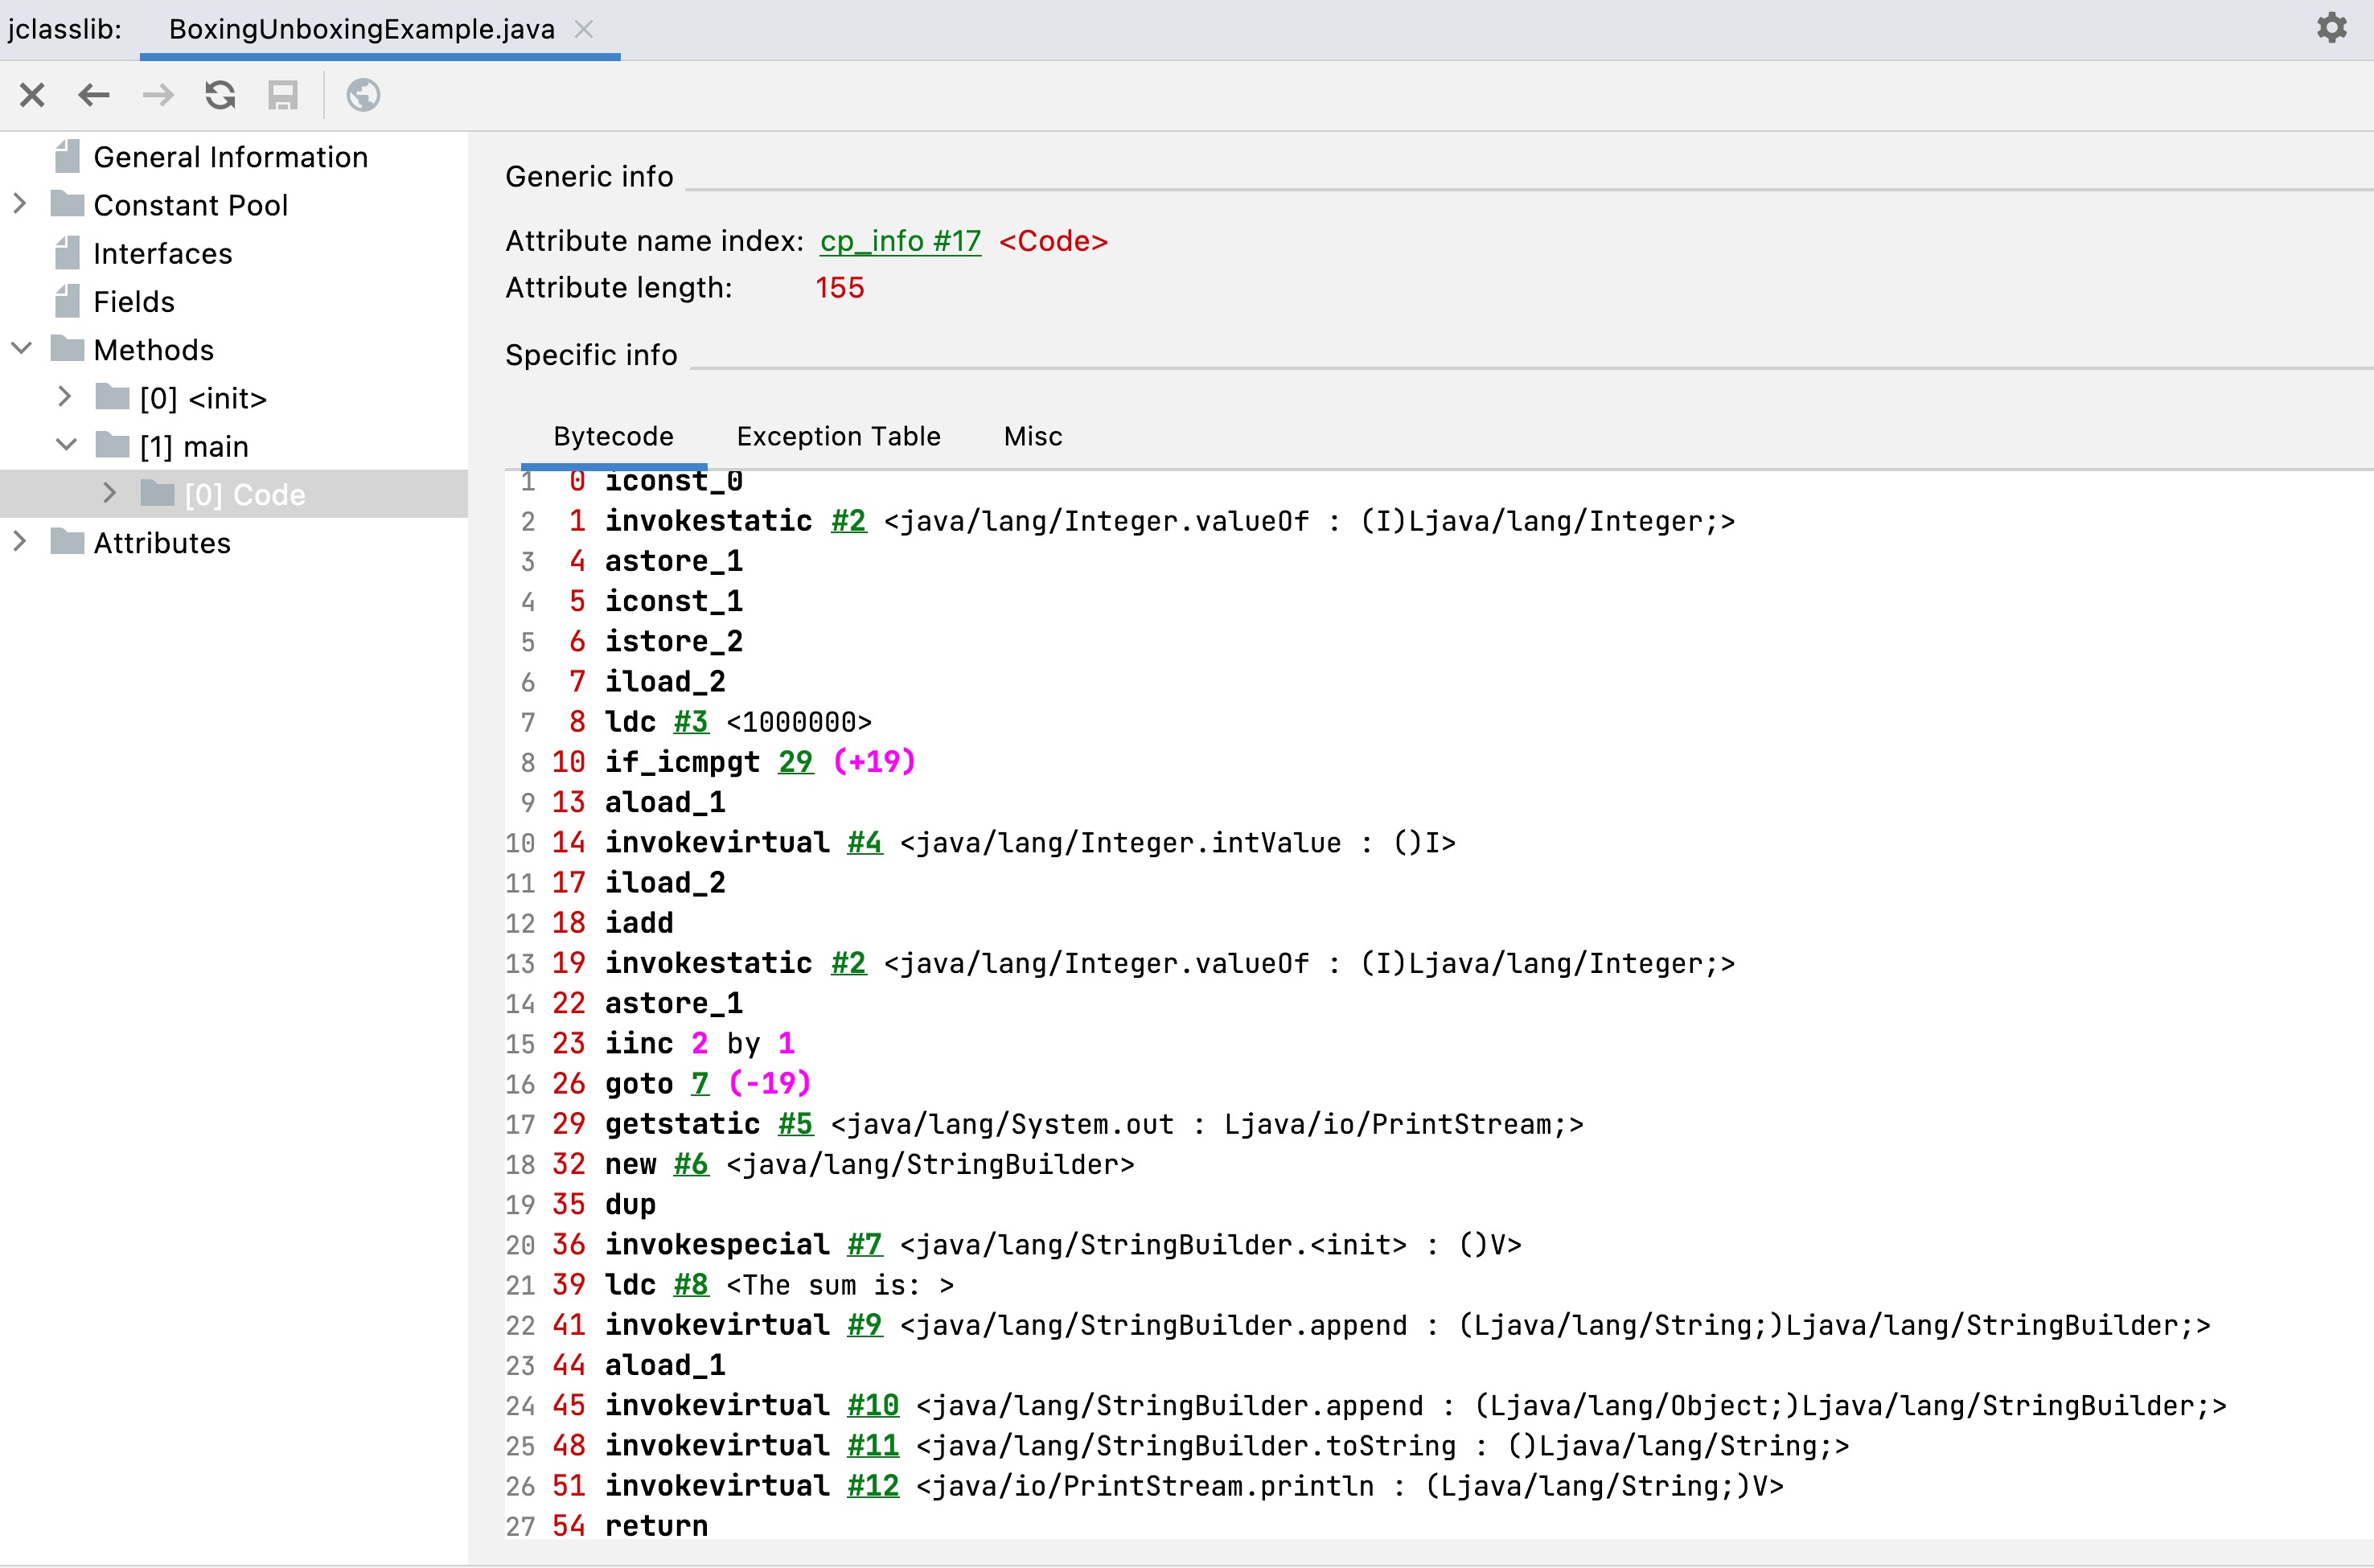 jclasslib: BoxingUnboxingExample.java
General Information
Constant Pool
Interfaces
Fields
Methods
[0] <init>
[1] main
[0] Code
Attributes
Generic info
Attribute name index: cp_info #17 <Code>
Attribute length: 155
Specific info
Bytecode Exception Table Misc
1 0 iconst_0
2 1 invokestatic #2 <java/lang/Integer.valueOf : (I)Ljava/lang/Integer;>
3 4 astore_1
4 5 iconst_1
5 6 istore_2
6 7 iload_2
7 8 ldc #3 <1000000>
8 10 if_icmpgt 29 (+19)
9 13 aload_1
10 14 invokevirtual #4 <java/lang/Integer.intValue : ()I>
11 17 iload_2
12 18 iadd
13 19 invokestatic #2 <java/lang/Integer.valueOf : (I)Ljava/lang/Integer;>
14 22 astore_1
15 23 iinc 2 by 1
16 26 goto 7 (-19)
17 29 getstatic #5 <java/lang/System.out : Ljava/io/PrintStream;>
18 32 new #6 <java/lang/StringBuilder>
19 35 dup
20 36 invokespecial #7 <java/lang/StringBuilder.<init> : ()V>
21 39 ldc #8 <The sum is: >
22 41 invokevirtual #9 <java/lang/StringBuilder.append : (Ljava/lang/String;)Ljava/lang/StringBuilder;>
23 44 aload_1
24 45 invokevirtual #10 <java/lang/StringBuilder.append : (Ljava/lang/Object;)Ljava/lang/StringBuilder;>
25 48 invokevirtual #11 <java/lang/StringBuilder.toString : ()Ljava/lang/String;>
26 51 invokevirtual #12 <java/io/PrintStream.println : (Ljava/lang/String;)V>
27 54 return